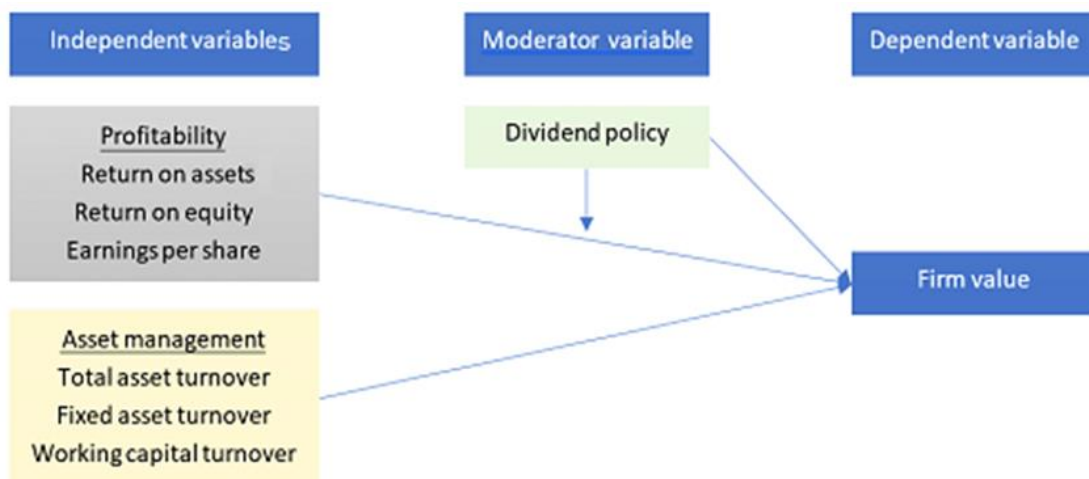 Independent variables
Moderator variable
Dependent variable
Profitability
Return on assets
Return on equity
Earnings per share
Dividend policy
Firm value
Asset management
Total asset turnover
Fixed asset turnover
Working capital turnover